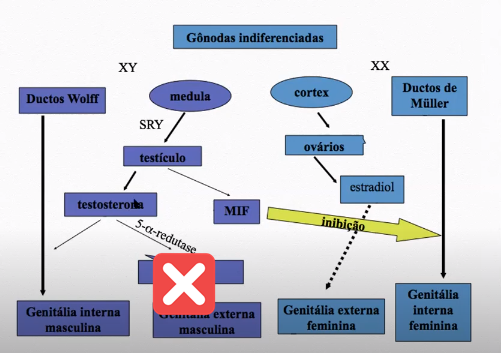 Gônodas indiferenciadas
XY
XX
Ductos Wolff
medula
cortex
Ductos de
Müller
SRY
testículo
ovários
testosterona
estradiol
MIF
5-α-redutase
inibição
Genitália interna
masculina
Genitália externa
masculina
Genitália externa
feminina
Genitália
interna
feminina